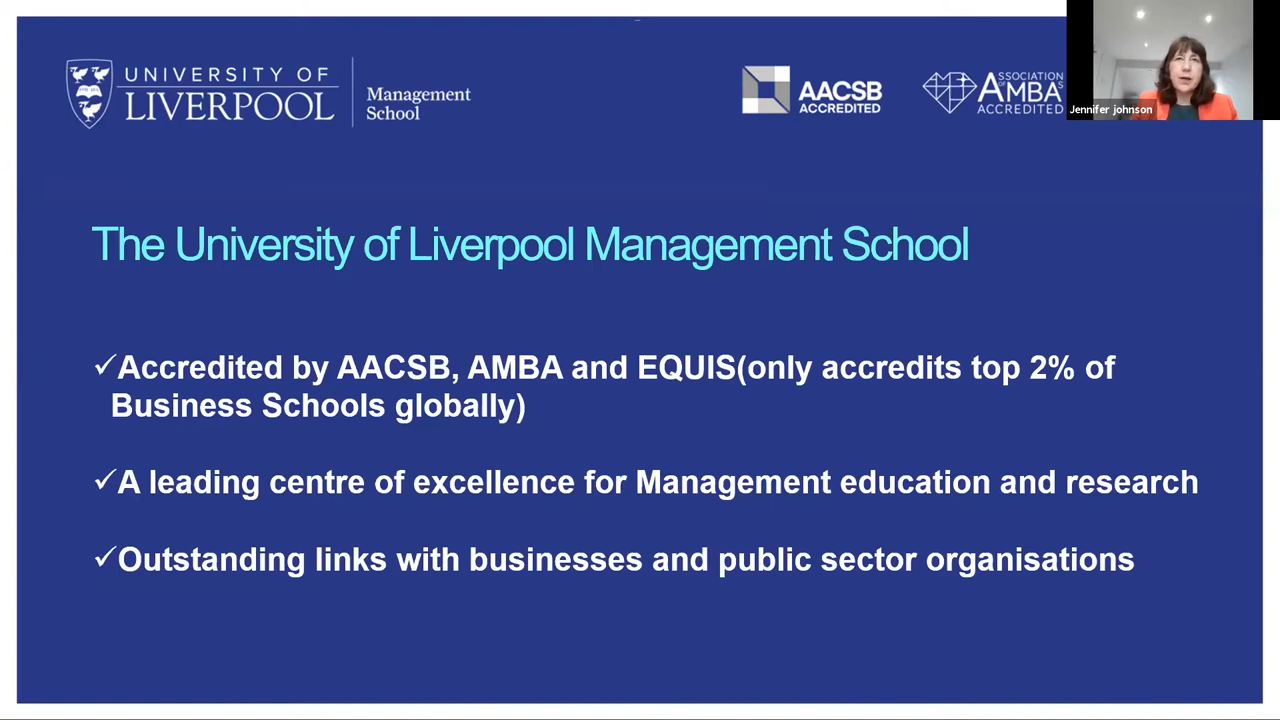 UNIVERSITY OF
LIVERPOOL
Management
School
AACSB
ACCREDITED
ASSOCIATION
OF AMBA'S
ACCREDITED
Jennifer johnson
The University of Liverpool Management School
✓Accredited by AACSB, AMBA and EQUIS(only accredits top 2% of
Business Schools globally)
✓A leading centre of excellence for Management education and research
✓Outstanding links with businesses and public sector organisations